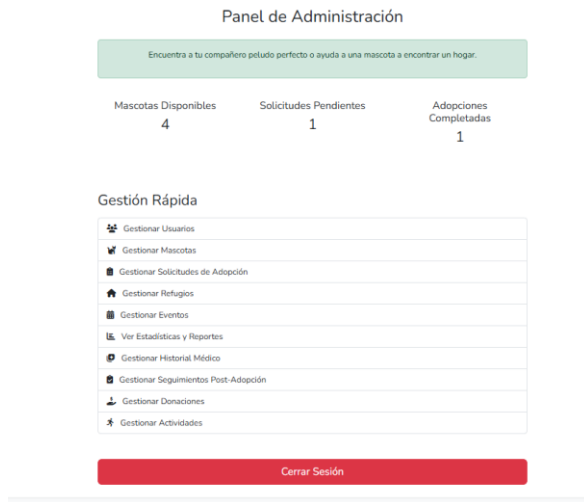 Panel de Administración
Encuentra a tu compañero peludo perfecto o ayuda a una mascota a encontrar un hogar.
Mascotas Disponibles
4
Solicitudes Pendientes
1
Adopciones
Completadas
1
Gestión Rápida
Gestionar Usuarios
Gestionar Mascotas
Gestionar Solicitudes de Adopción
Gestionar Refugios
Gestionar Eventos
Ver Estadísticas y Reportes
Gestionar Historial Médico
Gestionar Seguimientos Post-Adopción
Gestionar Donaciones
Gestionar Actividades
Cerrar Sesión